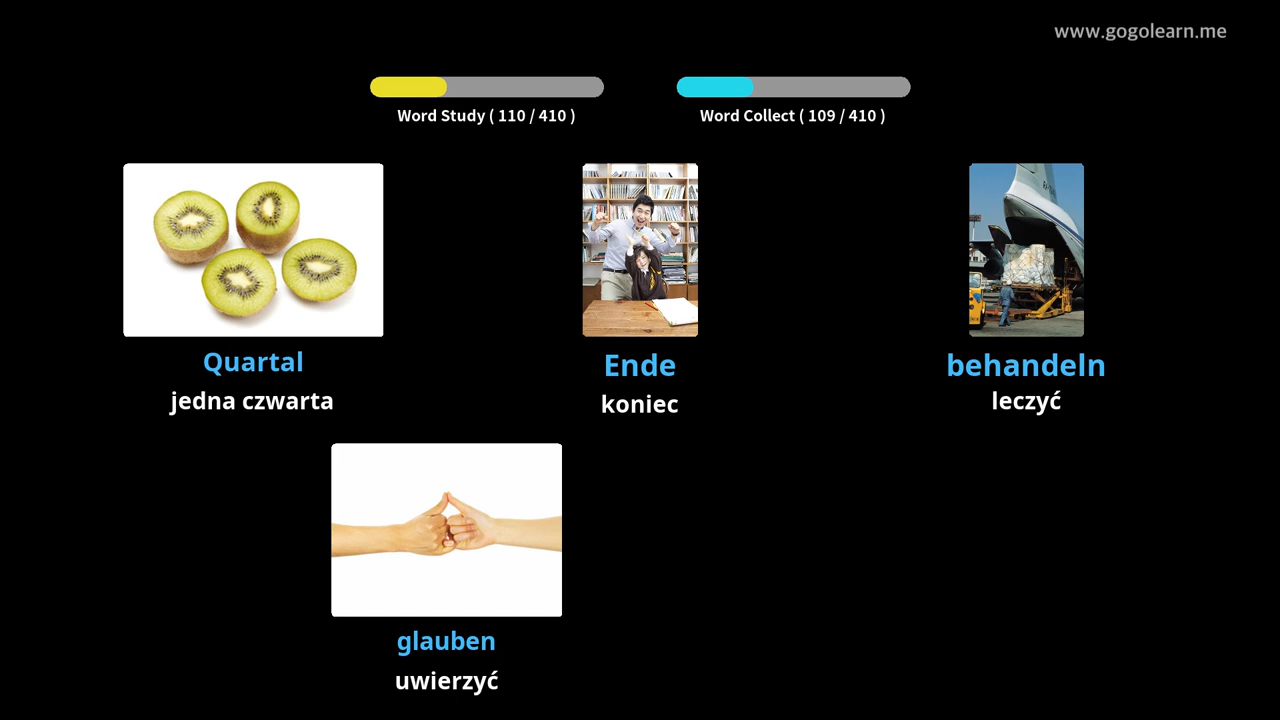 www.gogolearn.me
Word Study ( 110 / 410 )
Word Collect ( 109 / 410 )
Quartal
jedna czwarta
Ende
koniec
behandeln
leczyć
glauben
uwierzyć